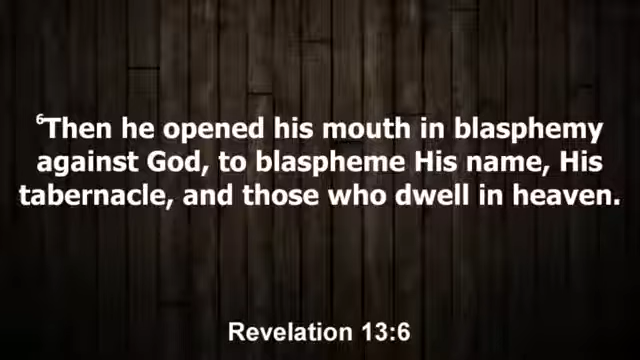 ⁶Then he opened his mouth in blasphemy
against God, to blaspheme His name, His
tabernacle, and those who dwell in heaven.
Revelation 13:6